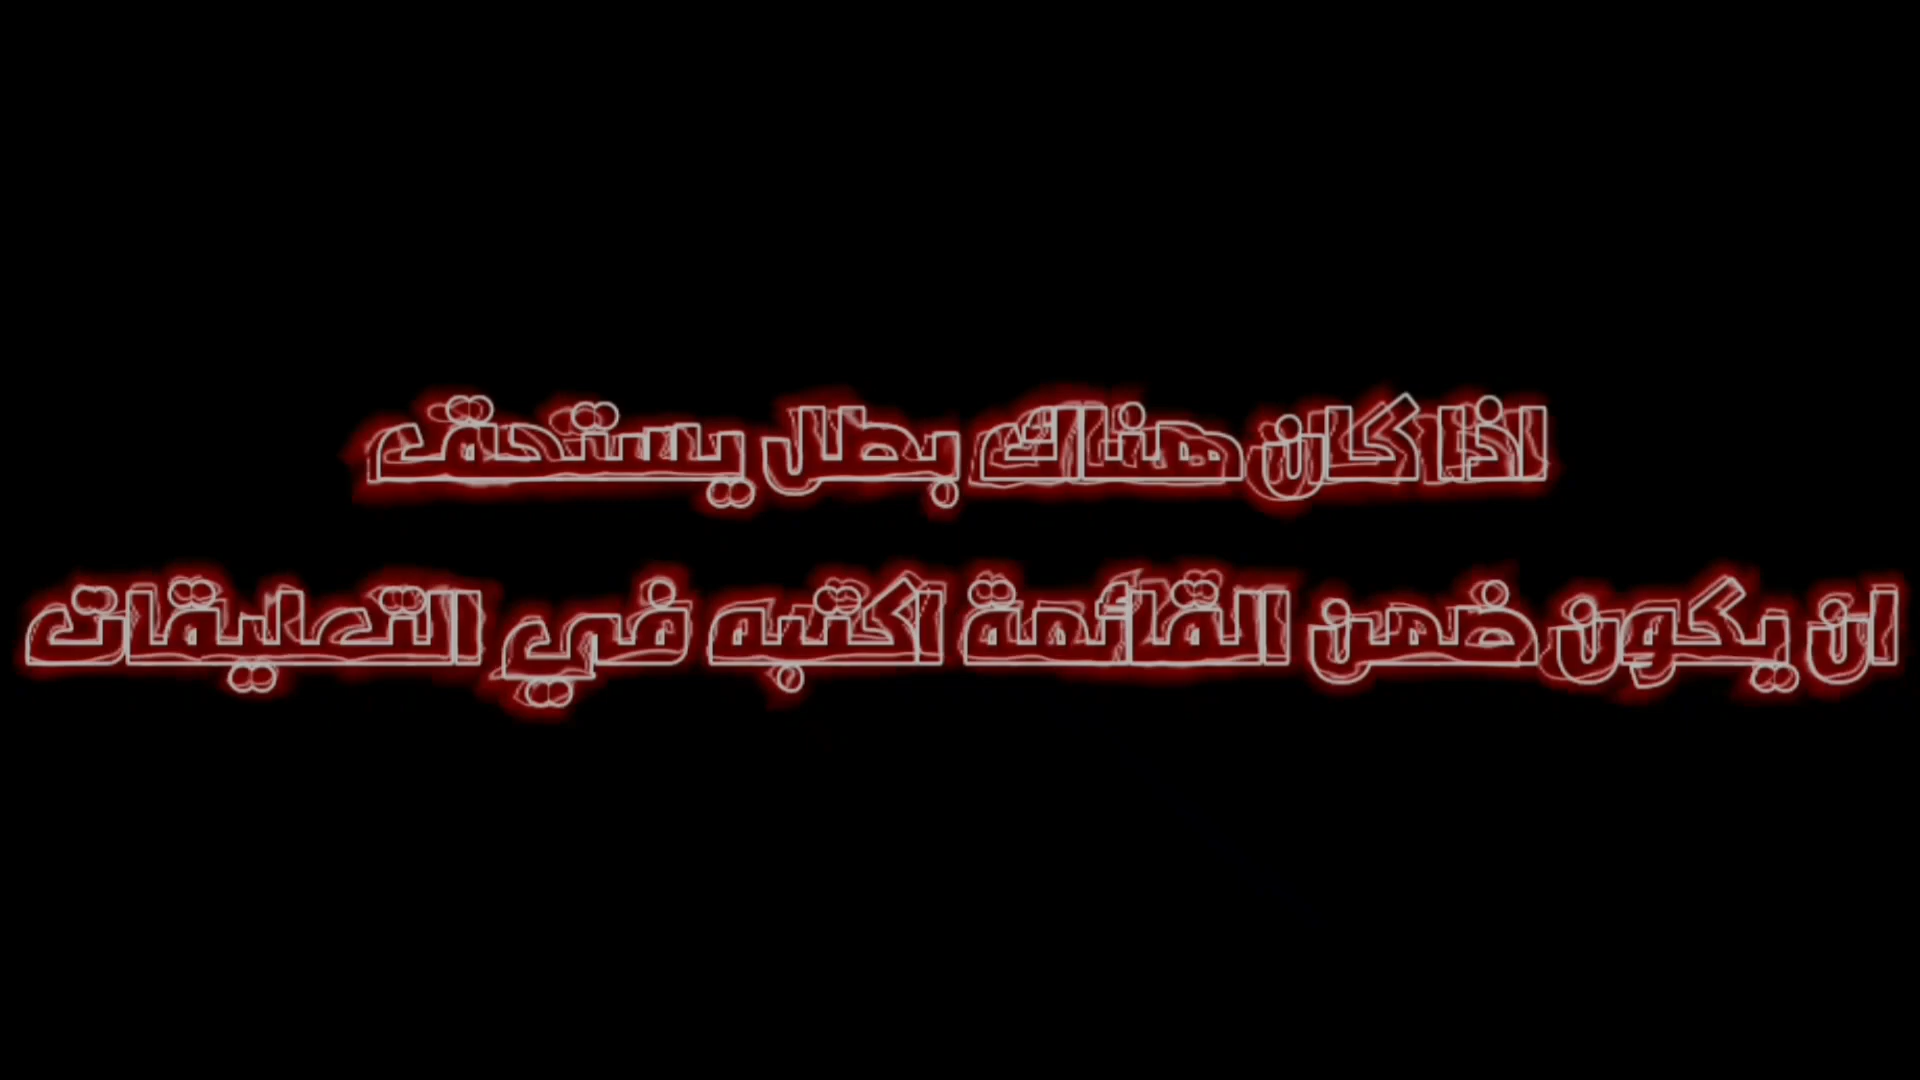 اذا كان هناك بطل يستحق
ان يكون ضمن القائمة اكتبه في التعليقات